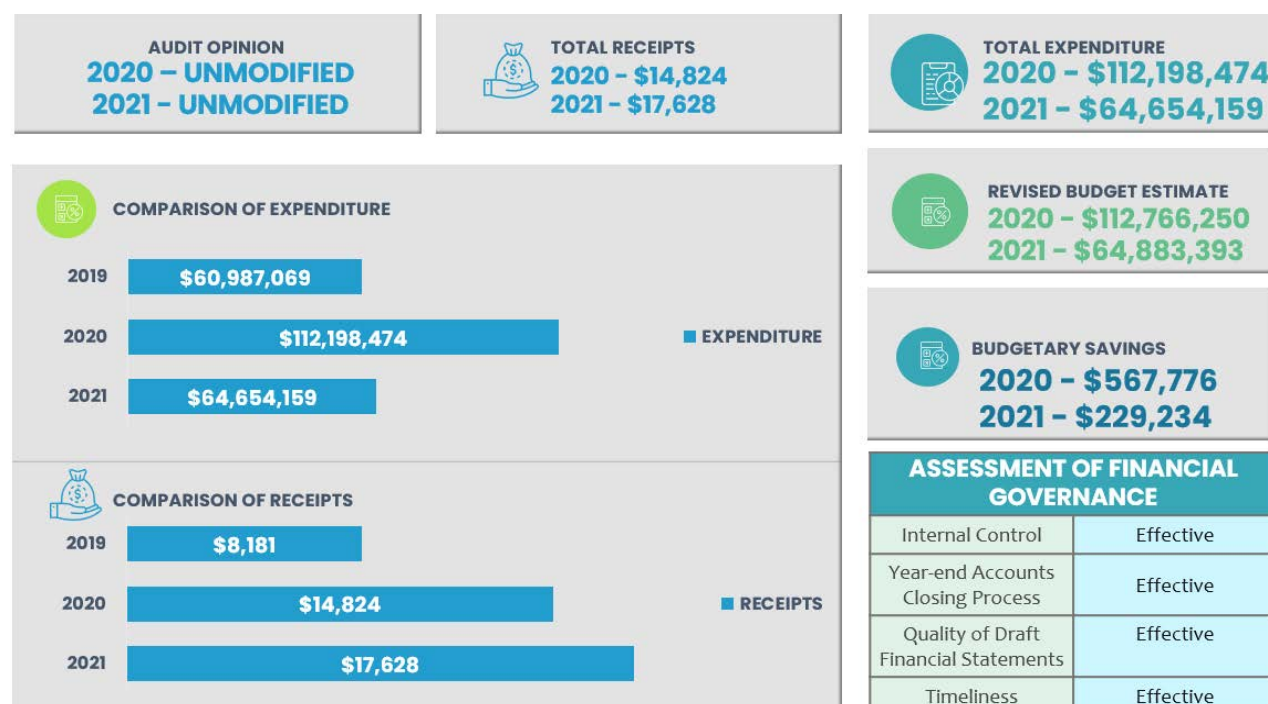 AUDIT OPINION
2020 – UNMODIFIED
2021 – UNMODIFIED
TOTAL RECEIPTS
2020 – $14,824
2021 – $17,628
TOTAL EXPENDITURE
2020 – $112,198,474
2021 – $64,654,159
COMPARISON OF EXPENDITURE
2019 $60,987,069
2020 $112,198,474
2021 $64,654,159
EXPENDITURE
COMPARISON OF RECEIPTS
2019 $8,181
2020 $14,824
2021 $17,628
RECEIPTS
REVISED BUDGET ESTIMATE
2020 – $112,766,250
2021 – $64,883,393
BUDGETARY SAVINGS
2020 – $567,776
2021 – $229,234
ASSESSMENT OF FINANCIAL
GOVERNANCE
Internal Control Effective
Year-end Accounts
Closing Process Effective
Quality of Draft Effective
Financial Statements
Timeliness Effective